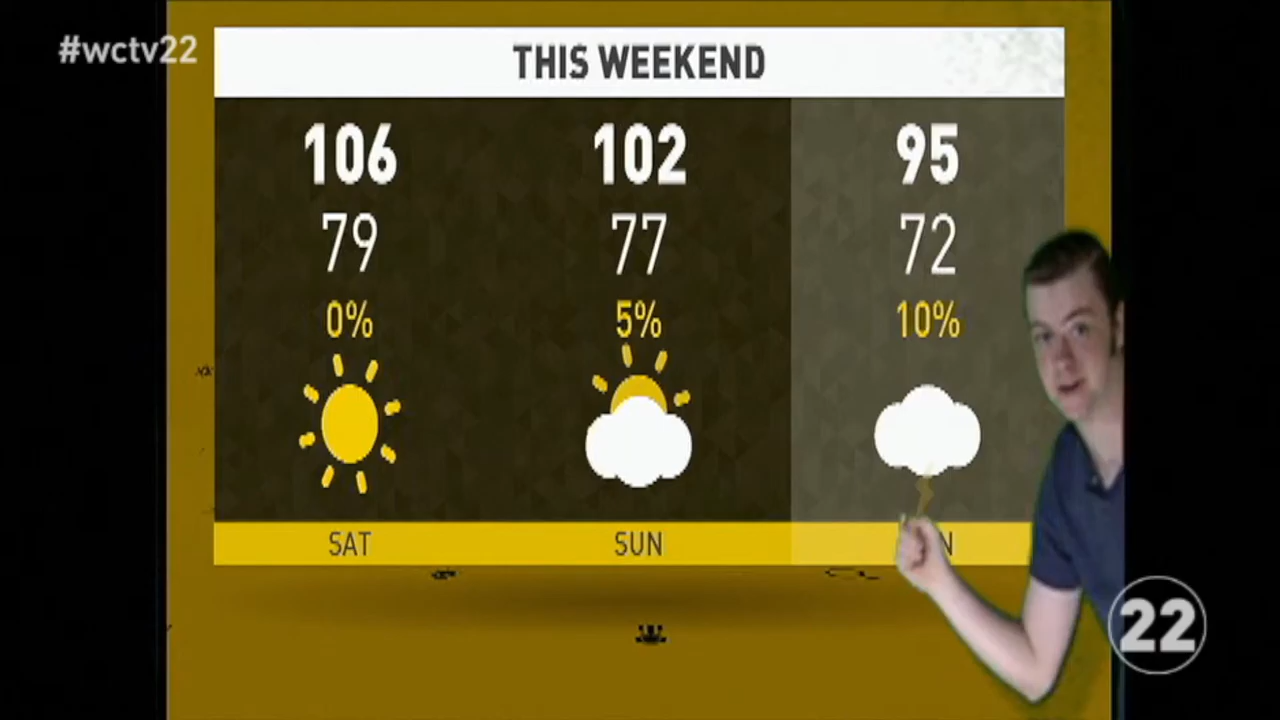 #wctv22
THIS WEEKEND
106 102 95
79 77 72
0% 5% 10%
SAT SUN N
22